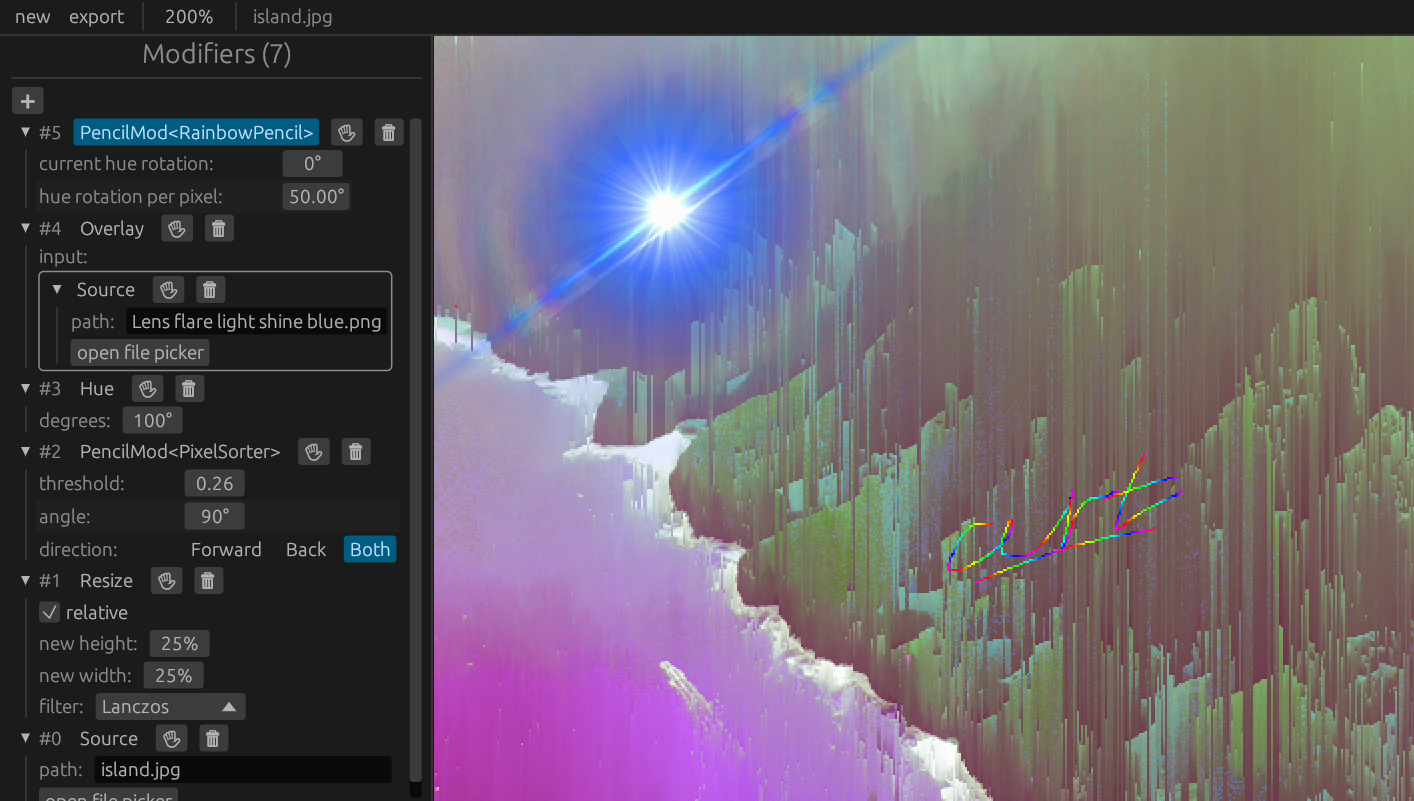 new export 200% island.jpg
Modifiers (7)
+
#5 PencilMod<RainbowPencil>
current hue rotation: 0°
hue rotation per pixel: 50.00°
#4 Overlay
input:
Source
path: Lens flare light shine blue.png
open file picker
#3 Hue
degrees: 100°
#2 PencilMod<PixelSorter>
threshold: 0.26
angle: 90°
direction: Forward Back Both
#1 Resize
relative
new height: 25%
new width: 25%
filter: Lanczos
#0 Source
path: island.jpg
open file picker